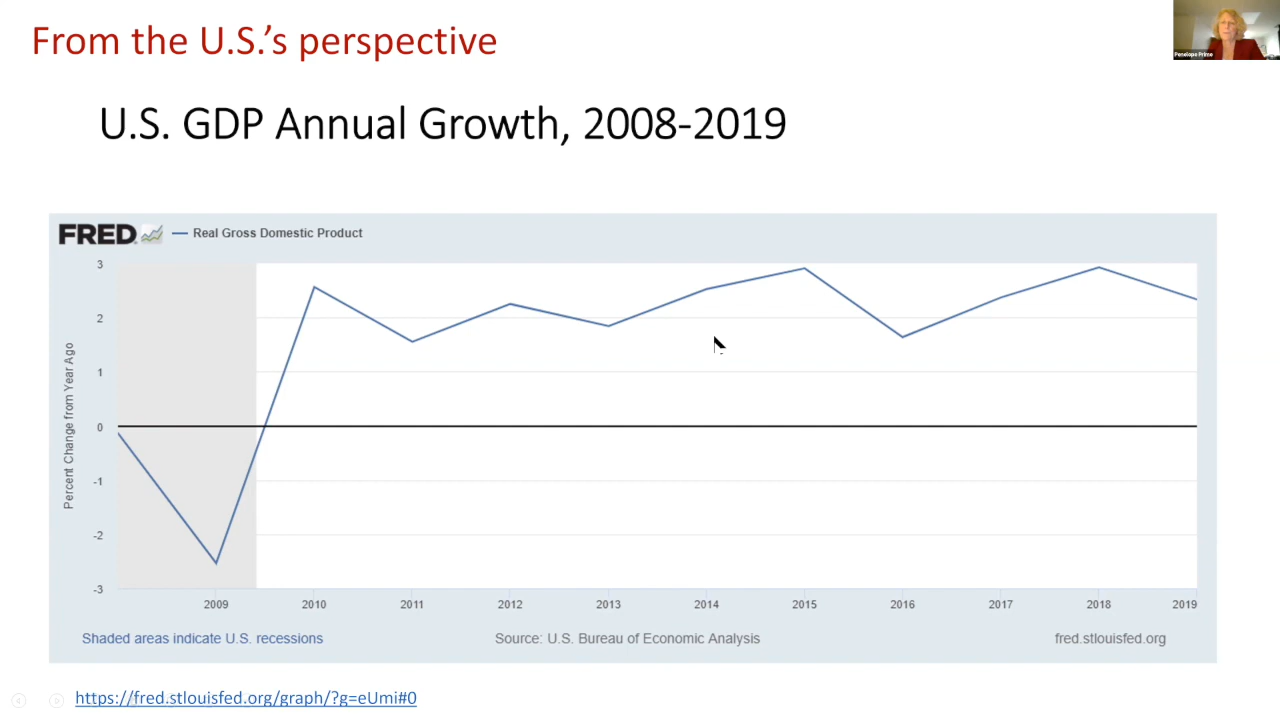 From the U.S.'s perspective
Penelope Prime
U.S. GDP Annual Growth, 2008-2019
FRED
Real Gross Domestic Product
Percent Change from Year Ago
3
2
1
0
-1
-2
-3
2009 2010 2011 2012 2013 2014 2015 2016 2017 2018 2019
Shaded areas indicate U.S. recessions
Source: U.S. Bureau of Economic Analysis
fred.stlouisfed.org
https://fred.stlouisfed.org/graph/?g=eUmi#0